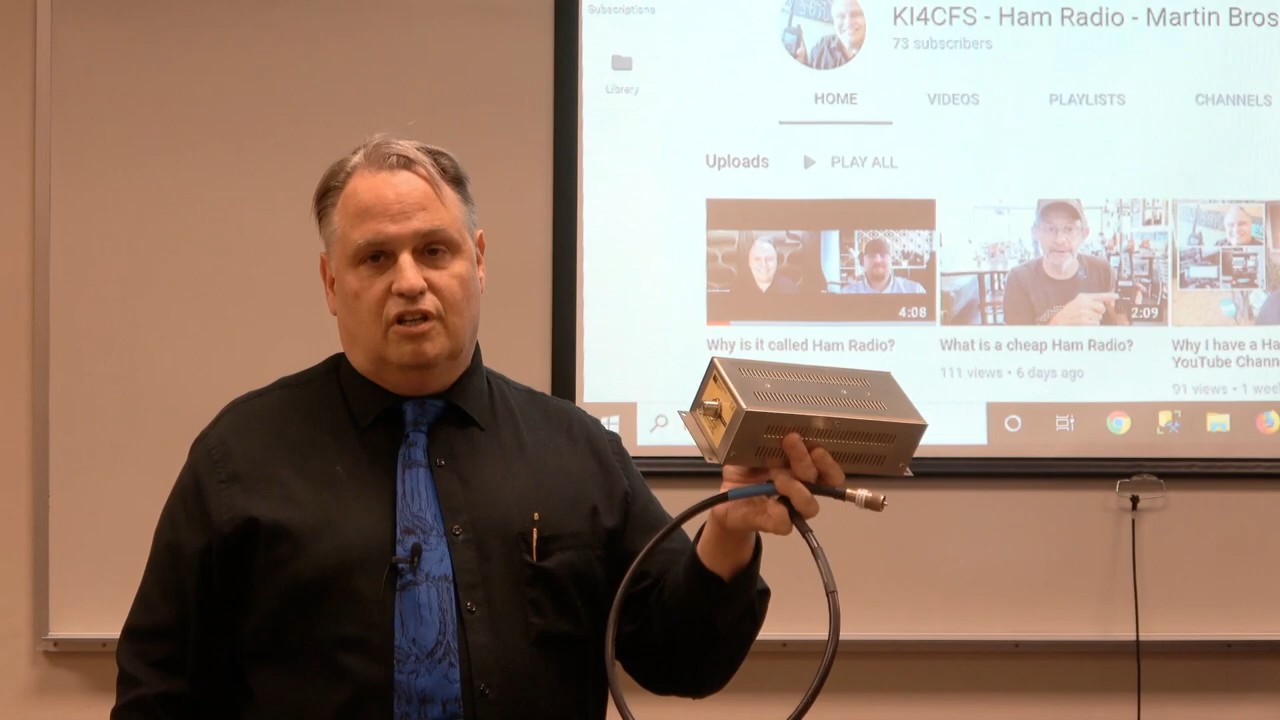 Subscriptions
KI4CFS - Ham Radio - Martin Bros
73 subscribers
Library
HOME VIDEOS PLAYLISTS CHANNELS
Uploads PLAY ALL
4:08
2:09
Why is it called Ham Radio? What is a cheap Ham Radio? Why I have a Ha
YouTube Chann
111 views • 6 days ago
91 views • 1 wee